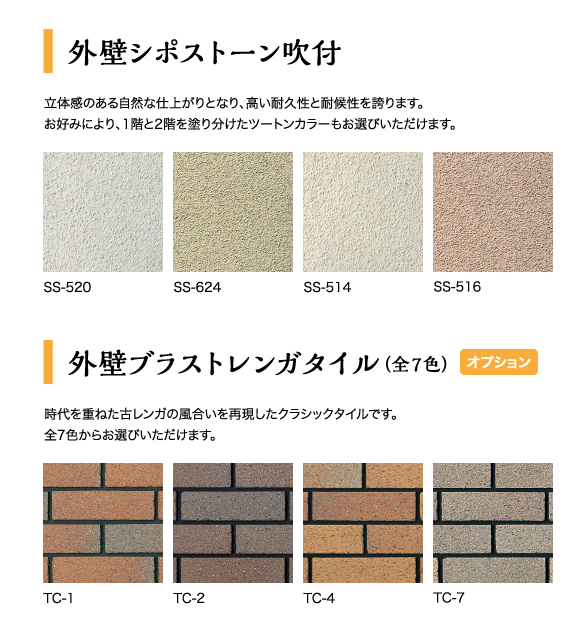 外壁シポストーン吹付
立体感のある自然な仕上がりとなり、高い耐久性と耐候性を誇ります。
お好みにより、1階と2階を塗り分けたツートンカラーもお選びいただけます。
SS-520
SS-624
SS-514
SS-516
外壁ブラストレンガタイル(全7色) オプション
時代を重ねた古レンガの風合いを再現したクラシックタイルです。
全7色からお選びいただけます。
TC-1
TC-2
TC-4
TC-7